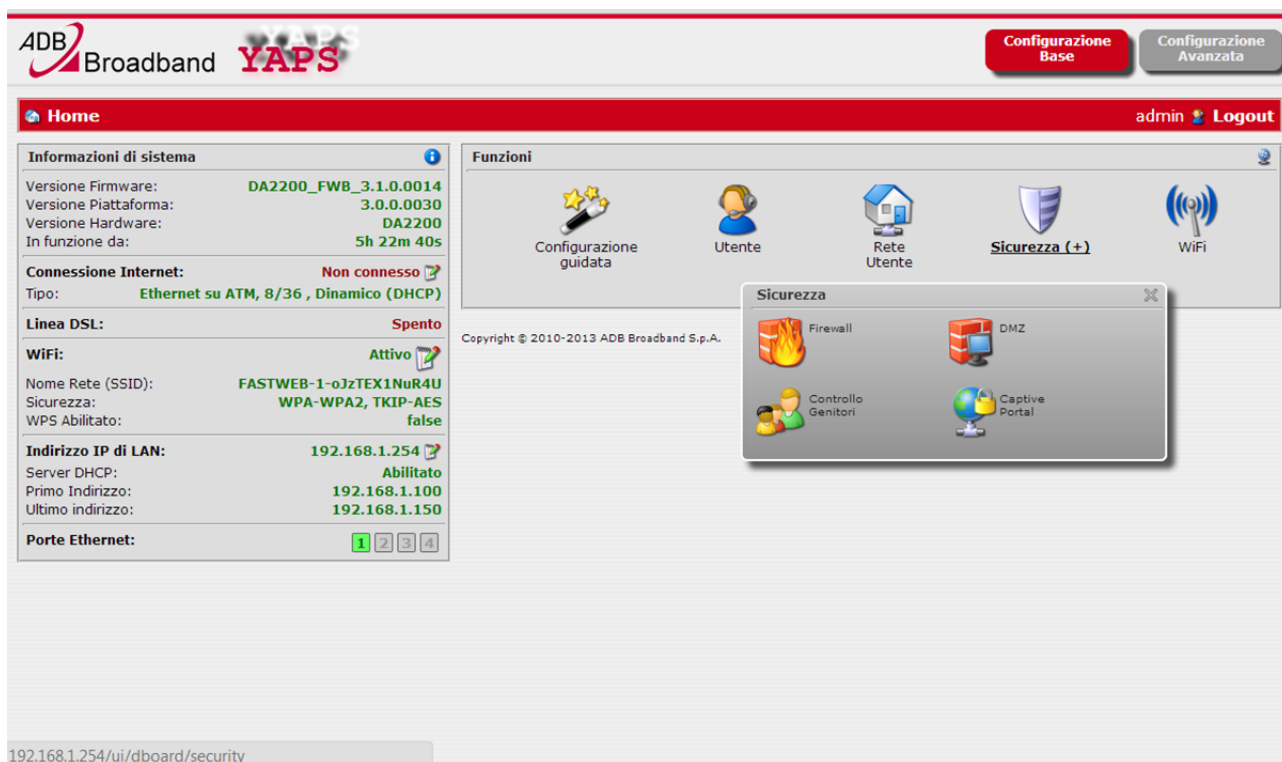 ADB Broadband
YAPS
Configurazione Base
Configurazione Avanzata
Home
admin Logout
Informazioni di sistema
Versione Firmware: DA2200_FWB_3.1.0.0014
Versione Piattaforma: 3.0.0.0030
Versione Hardware: DA2200
In funzione da: 5h 22m 40s
Connessione Internet: Non connesso
Tipo: Ethernet su ATM, 8/36 , Dinamico (DHCP)
Linea DSL: Spento
WiFi: Attivo
Nome Rete (SSID): FASTWEB-1-oJzTEX1NuR4U
Sicurezza: WPA-WPA2, TKIP-AES
WPS Abilitato: false
Indirizzo IP di LAN: 192.168.1.254
Server DHCP: Abilitato
Primo Indirizzo: 192.168.1.100
Ultimo indirizzo: 192.168.1.150
Porte Ethernet: 1 2 3 4
Funzioni
Configurazione guidata
Utente
Rete Utente
Sicurezza (+)
WiFi
Sicurezza
Firewall
DMZ
Controllo Genitori
Captive Portal
Copyright © 2010-2013 ADB Broadband S.p.A.
192.168.1.254/ui/dboard/security